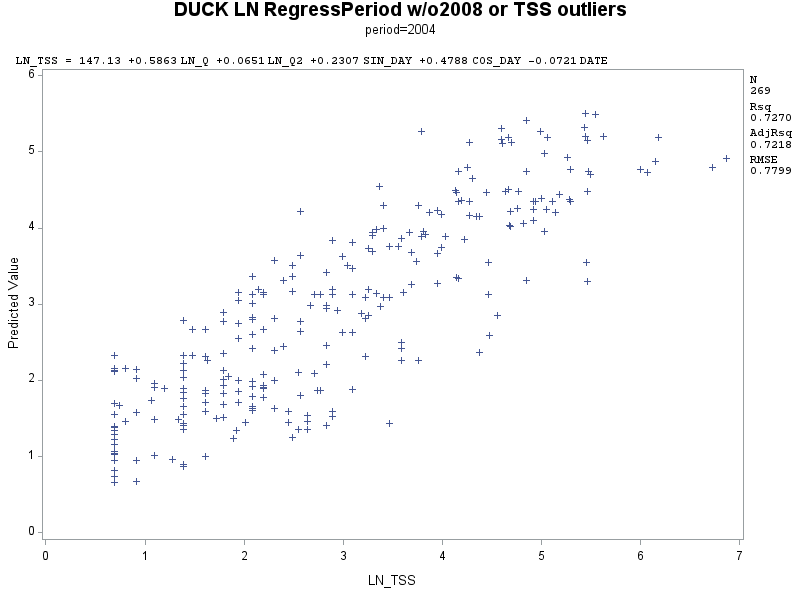 DUCK LN RegressPeriod w/o2008 or TSS outliers
period=2004
LN_TSS = 147.13 +0.5863 LN_Q +0.0651 LN_Q2 +0.2307 SIN_DAY +0.4788 COS_DAY -0.0721 DATE
N
269
Rsq
0.7270
AdjRsq
0.7218
RMSE
0.7799
Predicted Value
6
5
4
3
2
1
0
0 1 2 3 4 5 6 7
LN_TSS